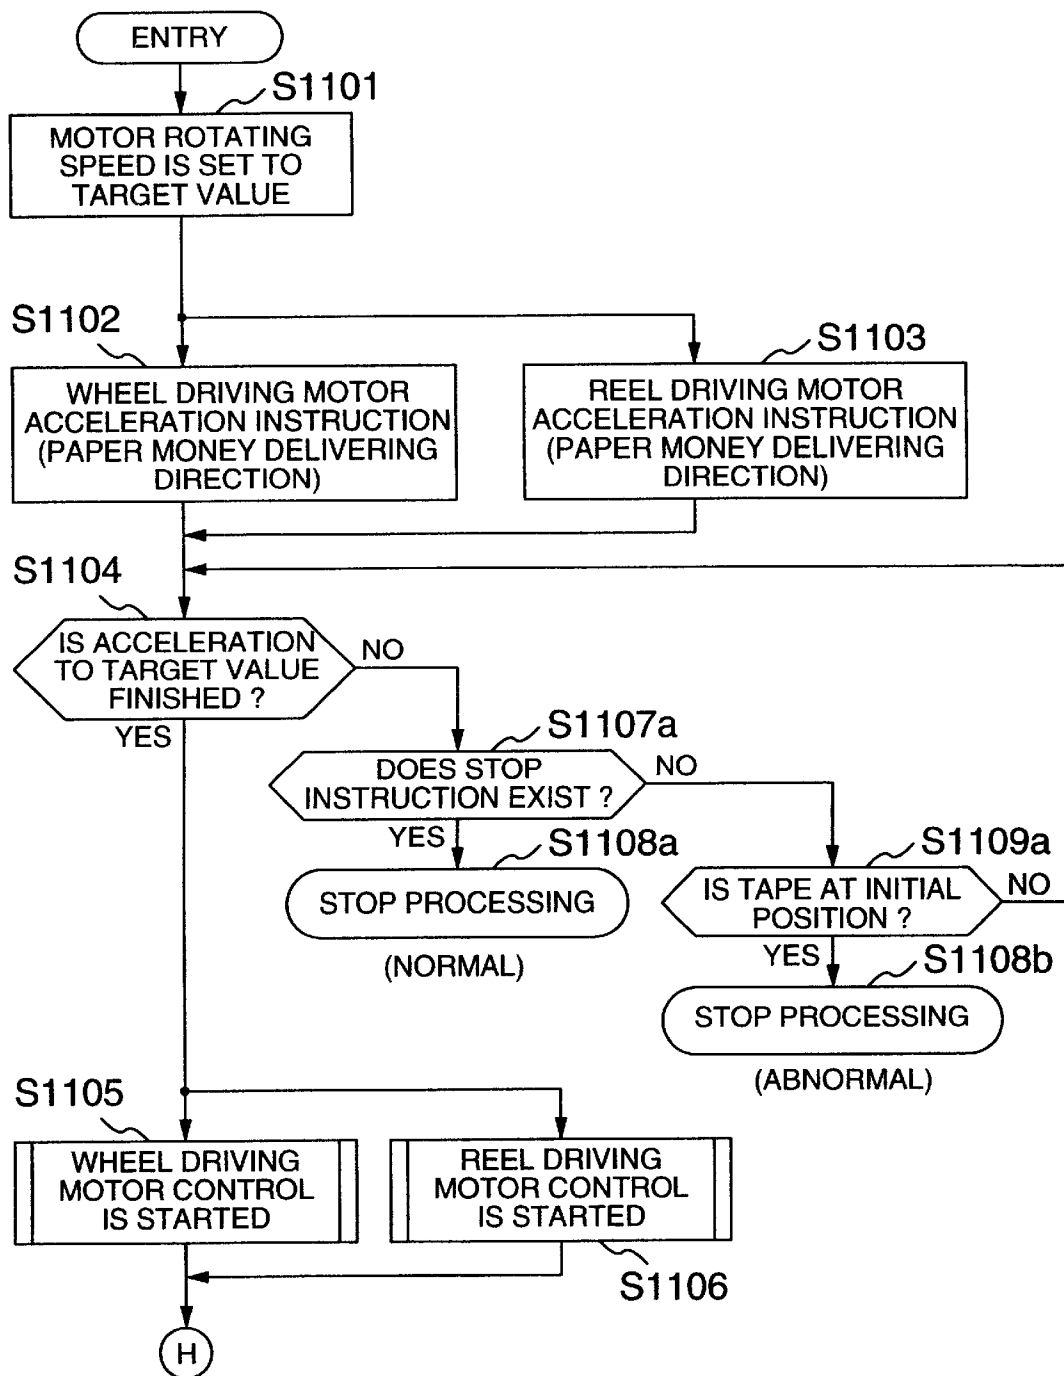 ENTRY
S1101
MOTOR ROTATING
SPEED IS SET TO
TARGET VALUE
S1102
WHEEL DRIVING MOTOR
ACCELERATION INSTRUCTION
(PAPER MONEY DELIVERING
DIRECTION)
S1103
REEL DRIVING MOTOR
ACCELERATION INSTRUCTION
(PAPER MONEY DELIVERING
DIRECTION)
S1104
IS ACCELERATION
TO TARGET VALUE
FINISHED ?
NO
YES
S1107a
DOES STOP
INSTRUCTION EXIST ?
NO
YES
S1108a
STOP PROCESSING
(NORMAL)
S1109a
IS TAPE AT INITIAL
POSITION ?
NO
YES
S1108b
STOP PROCESSING
(ABNORMAL)
S1105
WHEEL DRIVING
MOTOR CONTROL
IS STARTED
REEL DRIVING
MOTOR CONTROL
IS STARTED
S1106
H